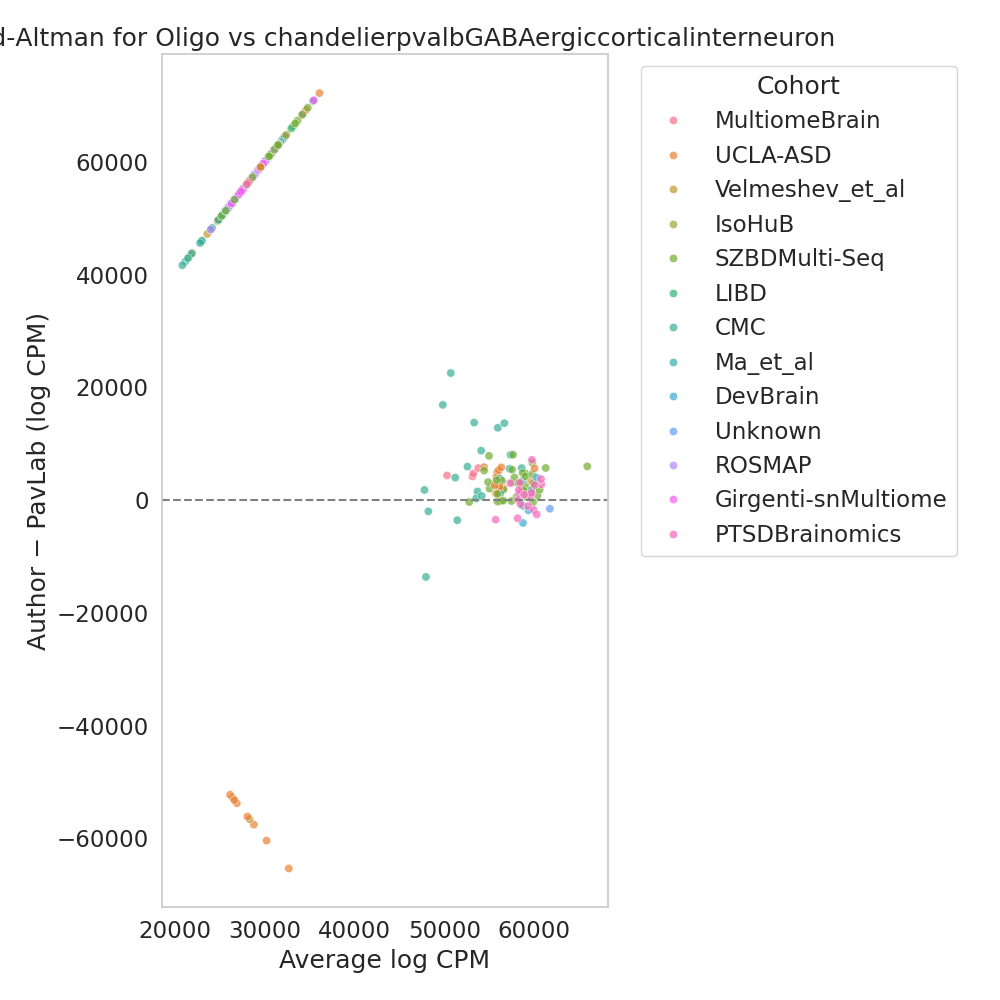 d-Altman for Oligo vs chandelierpvalbGABAergiccorticalinterneuron
Cohort
MultiomeBrain
UCLA-ASD
Velmeshev_et_al
IsoHuB
SZBDMulti-Seq
LIBD
CMC
Ma_et_al
DevBrain
Unknown
ROSMAP
Girgenti-snMultiome
PTSDBrainomics
Author − PavLab (log CPM)
60000
40000
20000
0
−20000
−40000
−60000
20000 30000 40000 50000 60000
Average log CPM